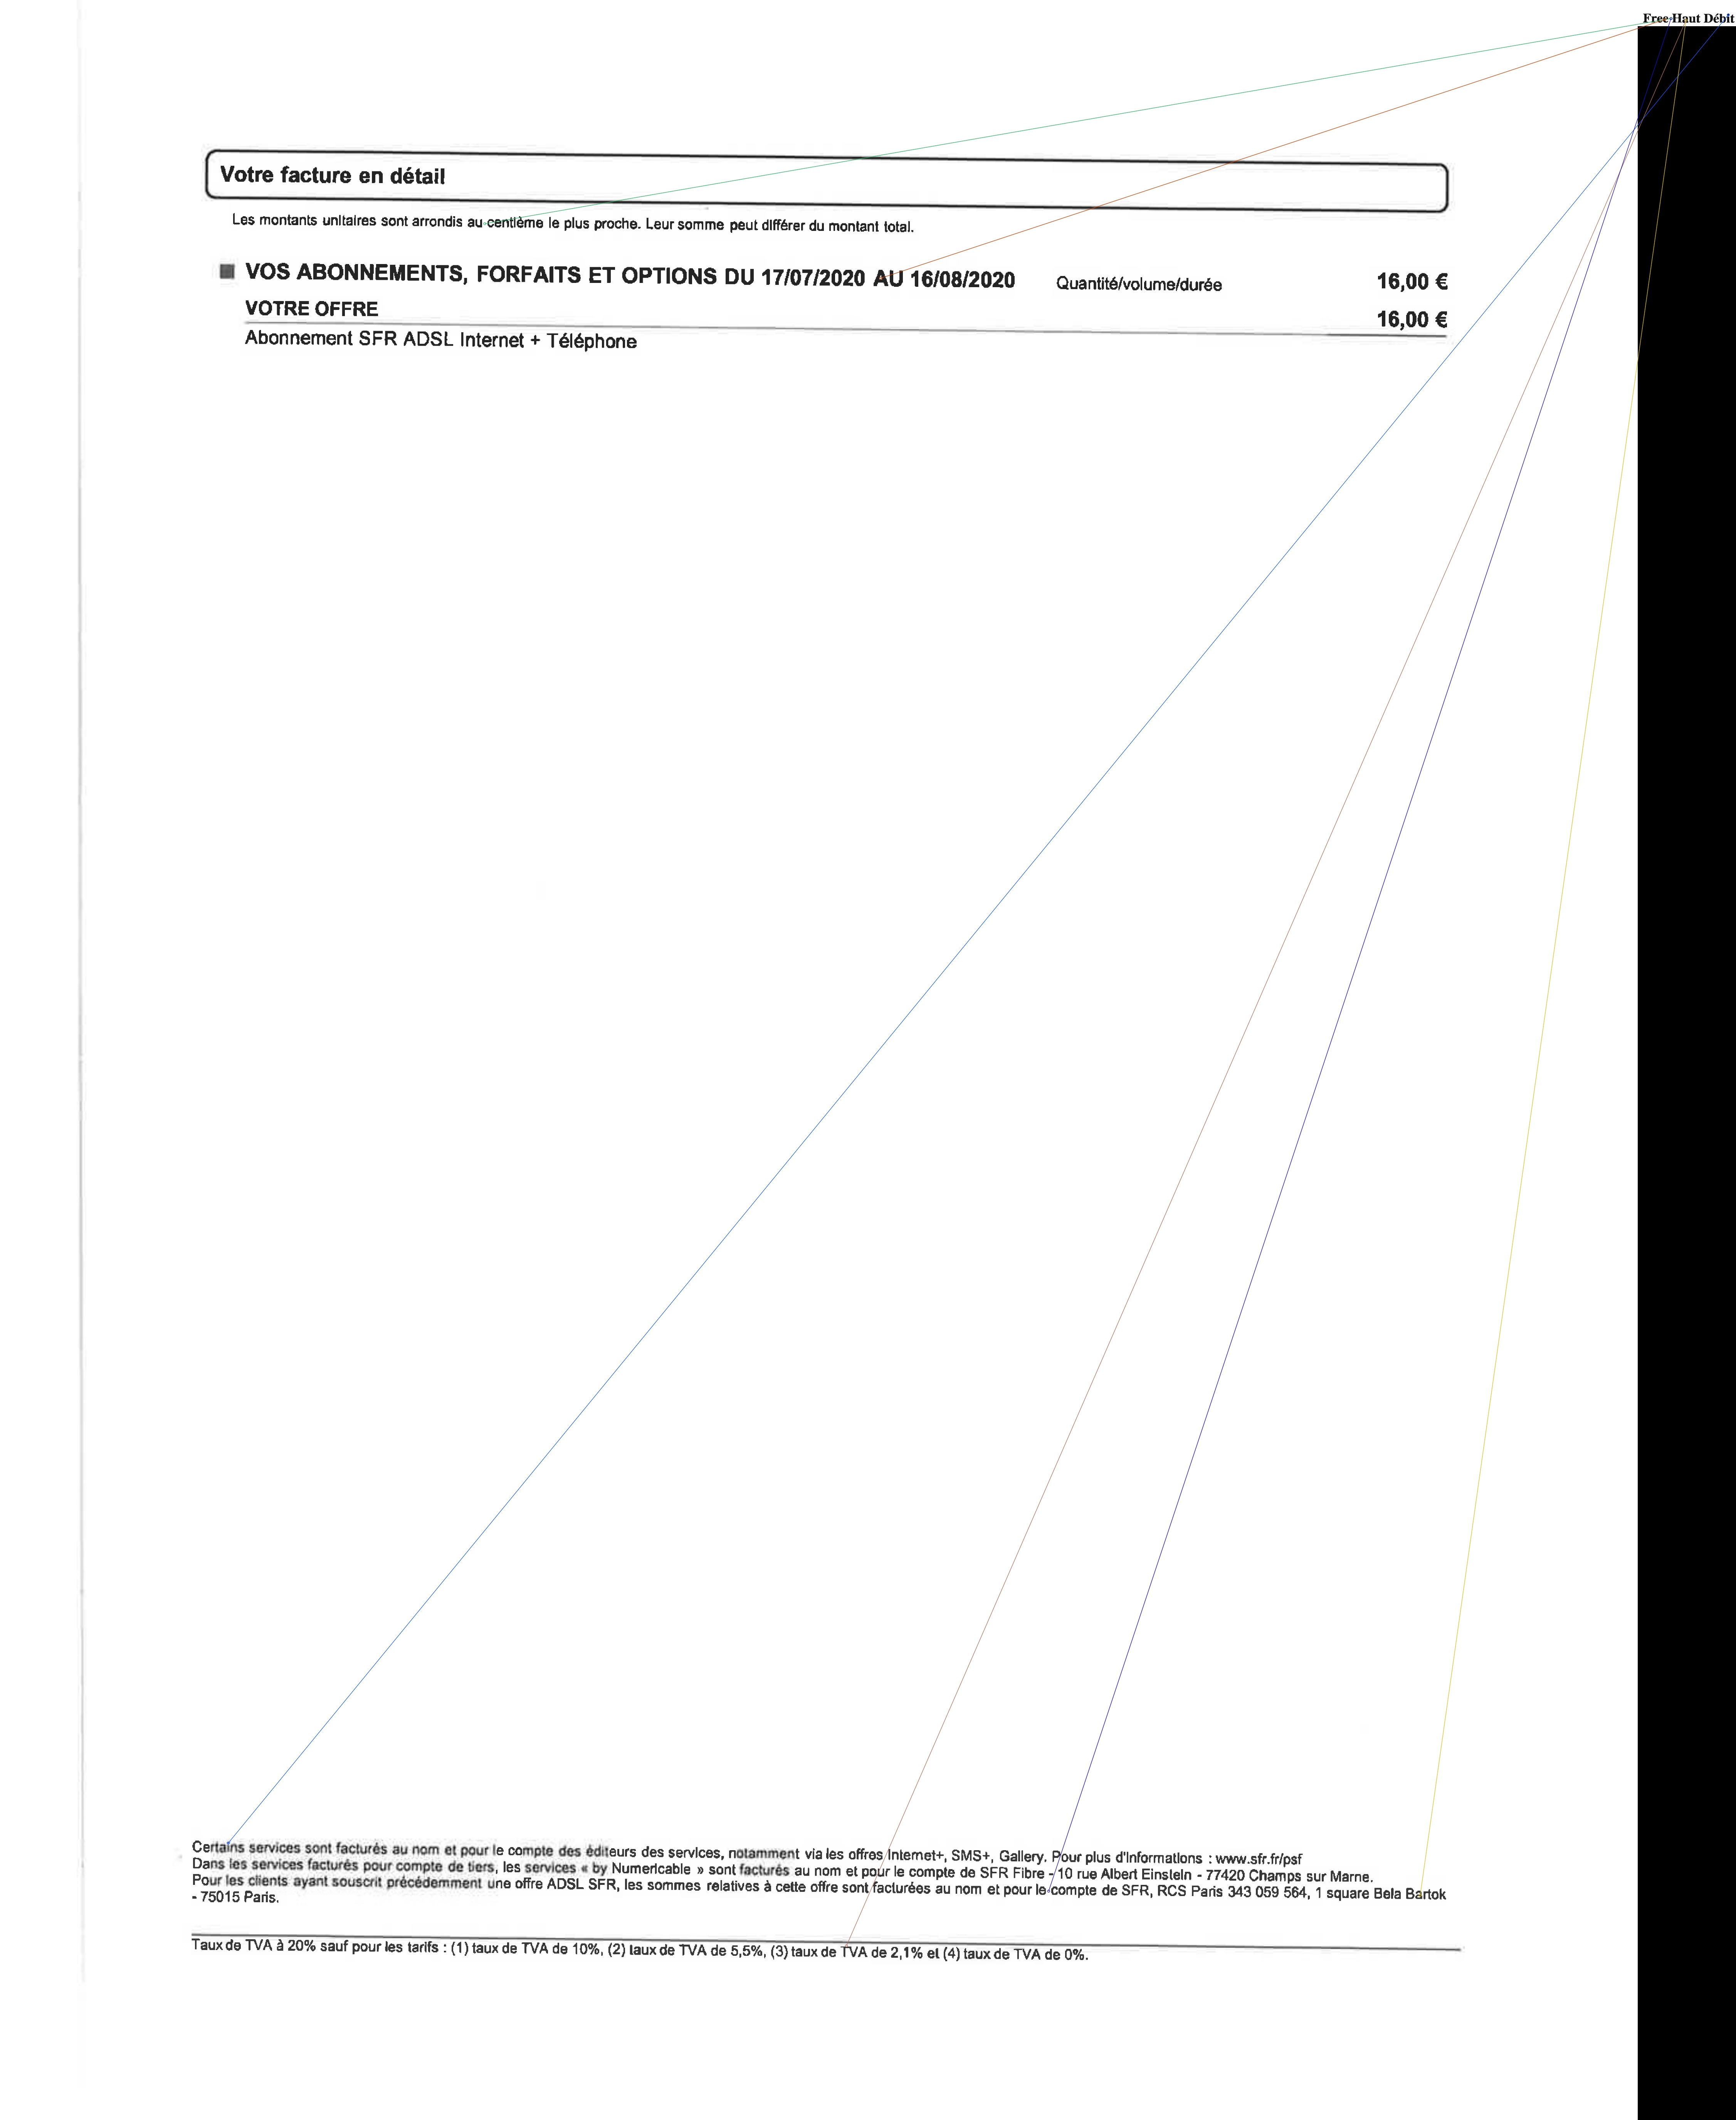 Free Haut Débit
Votre facture en détail
Les montants unitaires sont arrondis au centième le plus proche. Leur somme peut différer du montant total.
VOS ABONNEMENTS, FORFAITS ET OPTIONS DU 17/07/2020 AU 16/08/2020 Quantité/volume/durée 16,00 €
VOTRE OFFRE 16,00 €
Abonnement SFR ADSL Internet + Téléphone
Certains services sont facturés au nom et pour le compte des éditeurs des services, notamment via les offres Internet+, SMS+, Gallery. Pour plus d'informations : www.sfr.fr/psf
Dans les services facturés pour compte de tiers, les services « by Numericable » sont facturés au nom et pour le compte de SFR Fibre - 10 rue Albert Einstein - 77420 Champs sur Marne.
Pour les clients ayant souscrit précédemment une offre ADSL SFR, les sommes relatives à cette offre sont facturées au nom et pour le compte de SFR, RCS Paris 343 059 564, 1 square Bela Bartok
- 75015 Paris.
Taux de TVA à 20% sauf pour les tarifs : (1) taux de TVA de 10%, (2) taux de TVA de 5,5%, (3) taux de TVA de 2,1% et (4) taux de TVA de 0%.